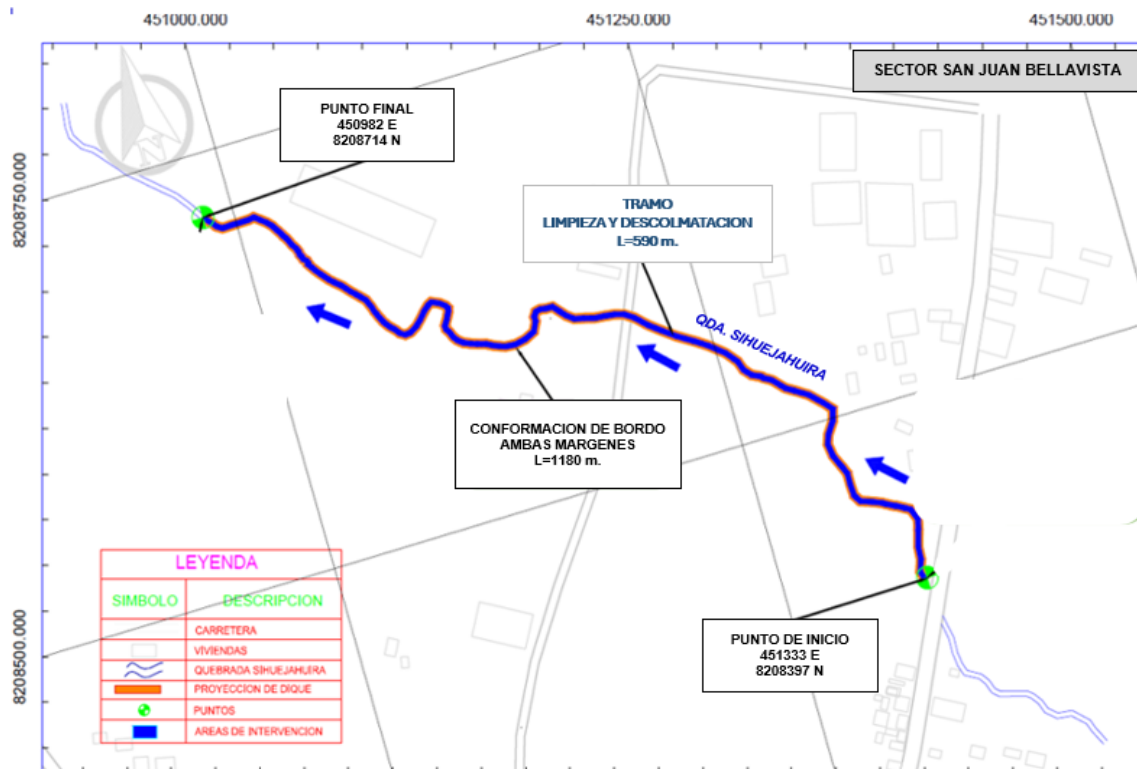 451000.000
451250.000
451500.000
SECTOR SAN JUAN BELLAVISTA
PUNTO FINAL
450982 E
8208714 N
N
8208750.000
TRAMO
LIMPIEZA Y DESCOLMATACION
L=590 m.
QDA. SIHUEJAHUIRA
CONFORMACION DE BORDO
AMBAS MARGENES
L=1180 m.
8208500.000
PUNTO DE INICIO
451333 E
8208397 N
LEYENDA
SIMBOLO DESCRIPCION
CARRETERA
VIVIENDAS
QUEBRADA SIHUEJAHUIRA
PROYECCION DE DIQUE
PUNTOS
AREAS DE INTERVENCION